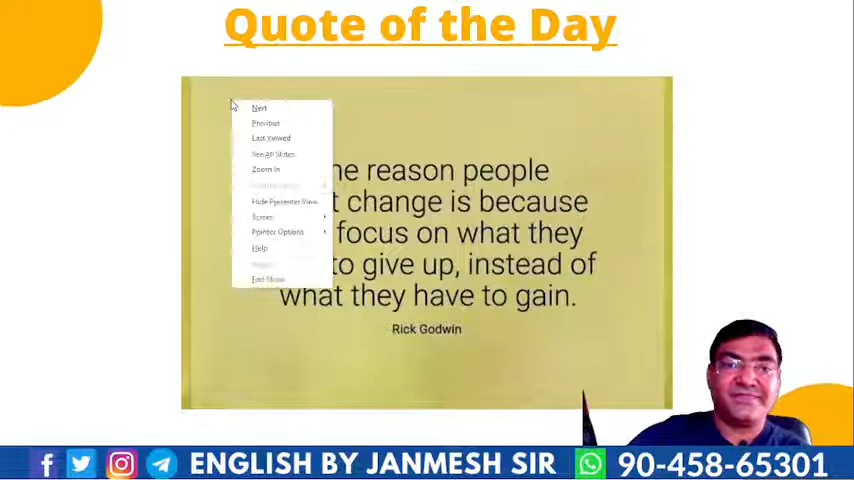 Quote of the Day
Next
Previous
Last Viewed
See All Slides
Zoom In
Hide Presenter View
Screen
Pointer Options
Help
End Show
he reason people
t change is because
focus on what they
to give up, instead of
what they have to gain.
Rick Godwin
ENGLISH BY JANMESH SIR 90-458-65301